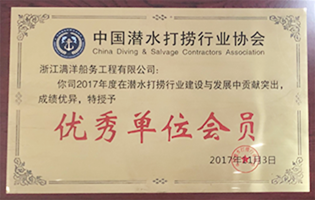 中国潜水打捞行业协会
China Diving & Salvage Contractors Association
浙江满洋船务工程有限公司：
你司2017年度在潜水打捞行业建设与发展中贡献突出，
成绩优异，特授予
优秀单位会员
2017年11月3日